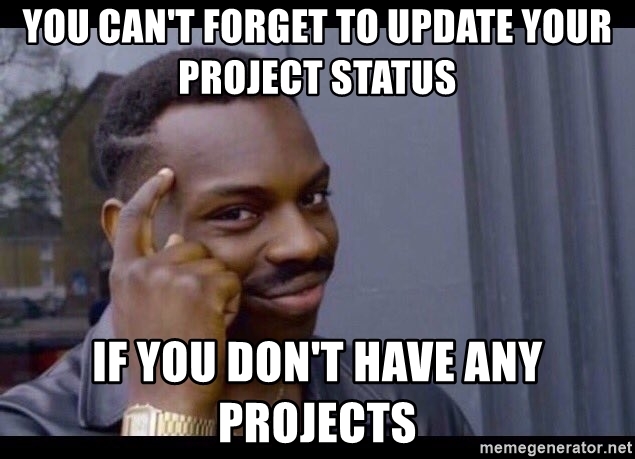 YOU CAN'T FORGET TO UPDATE YOUR
PROJECT STATUS
IF YOU DON'T HAVE ANY
PROJECTS
memegenerator.net